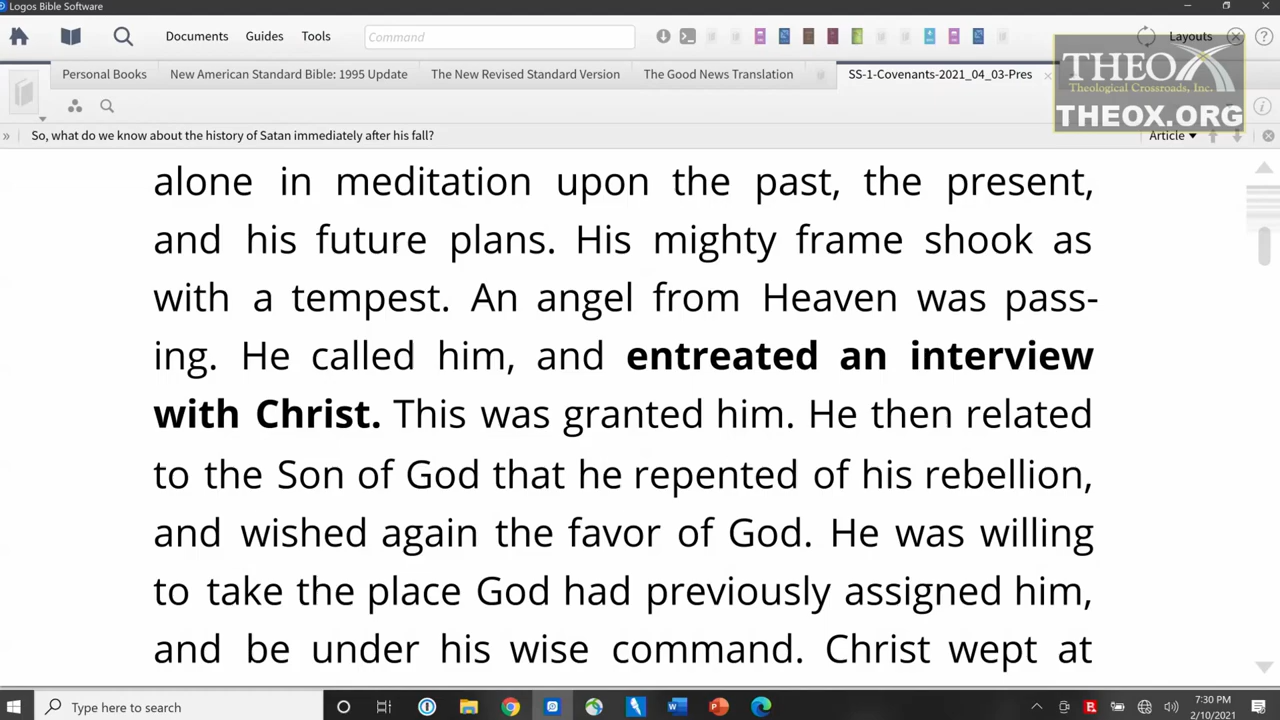 Logos Bible Software
Documents Guides Tools Command Layouts
THEOX
Theological Crossroads, Inc.
THEOX.ORG
Personal Books New American Standard Bible: 1995 Update The New Revised Standard Version The Good News Translation SS-1-Covenants-2021_04_03-Pres
So, what do we know about the history of Satan immediately after his fall? Article
alone in meditation upon the past, the present,
and his future plans. His mighty frame shook as
with a tempest. An angel from Heaven was pass-
ing. He called him, and entreated an interview
with Christ. This was granted him. He then related
to the Son of God that he repented of his rebellion,
and wished again the favor of God. He was willing
to take the place God had previously assigned him,
and be under his wise command. Christ wept at
Type here to search
7:30 PM
2/10/2021